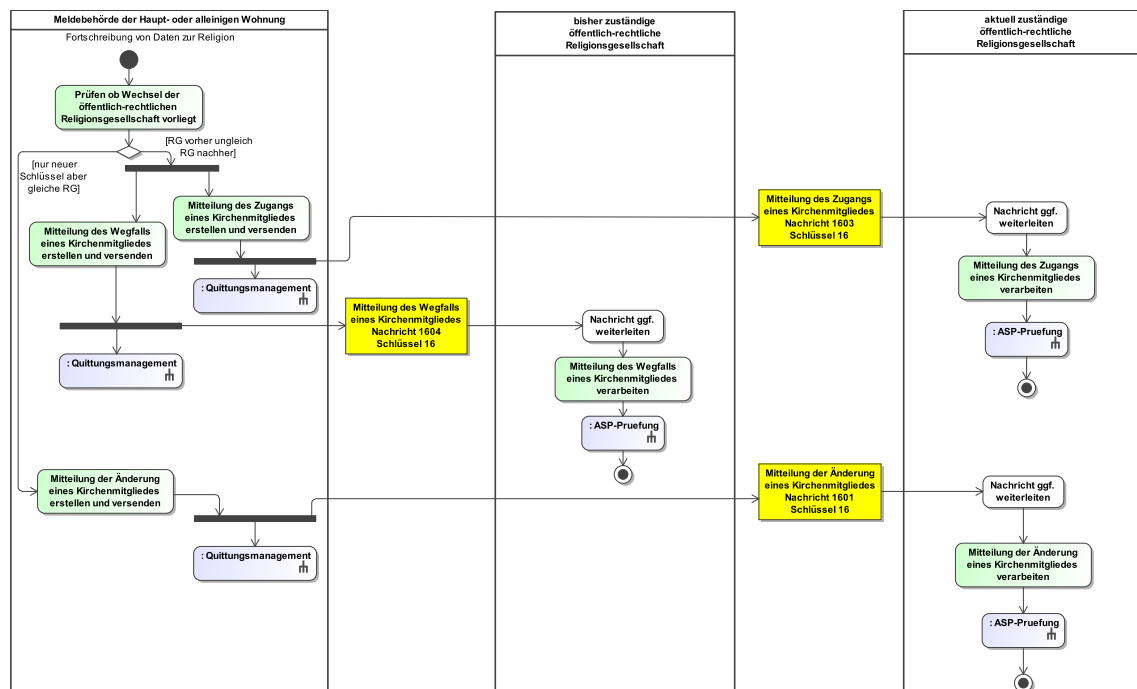 Meldebehörde der Haupt- oder alleinigen Wohnung
Fortschreibung von Daten zur Religion
Prüfen ob Wechsel der
öffentlich-rechtlichen
Religionsgesellschaft vorliegt
[RG vorher ungleich
RG nachher]
[nur neuer
Schlüssel aber
gleiche RG]
Mitteilung des Zugangs
eines Kirchenmitgliedes
erstellen und versenden
Mitteilung des Wegfalls
eines Kirchenmitgliedes
erstellen und versenden
: Quittungsmanagement
: Quittungsmanagement
Mitteilung der Änderung
eines Kirchenmitgliedes
erstellen und versenden
: Quittungsmanagement
Mitteilung des Wegfalls
eines Kirchenmitgliedes
Nachricht 1604
Schlüssel 16
bisher zuständige
öffentlich-rechtliche
Religionsgesellschaft
Nachricht ggf.
weiterleiten
Mitteilung des Wegfalls
eines Kirchenmitgliedes
verarbeiten
: ASP-Pruefung
Mitteilung des Zugangs
eines Kirchenmitgliedes
Nachricht 1603
Schlüssel 16
Mitteilung der Änderung
eines Kirchenmitgliedes
Nachricht 1601
Schlüssel 16
aktuell zuständige
öffentlich-rechtliche
Religionsgesellschaft
Nachricht ggf.
weiterleiten
Mitteilung des Zugangs
eines Kirchenmitgliedes
verarbeiten
: ASP-Pruefung
Nachricht ggf.
weiterleiten
Mitteilung der Änderung
eines Kirchenmitgliedes
verarbeiten
: ASP-Pruefung